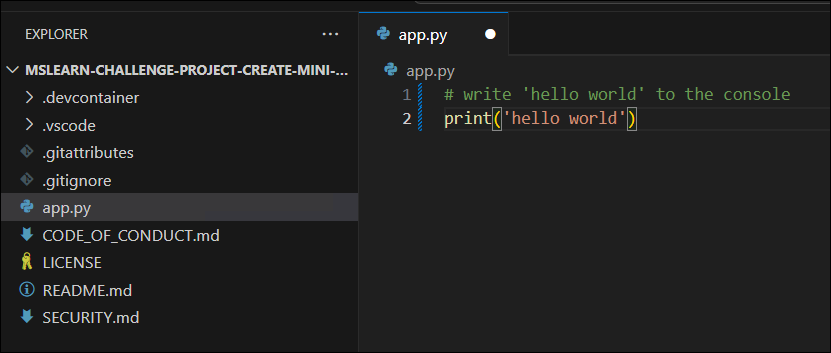 EXPLORER
···
MSLEARN-CHALLENGE-PROJECT-CREATE-MINI-...
.devcontainer
.vscode
.gitattributes
.gitignore
app.py
CODE_OF_CONDUCT.md
LICENSE
README.md
SECURITY.md
app.py
app.py
1 # write 'hello world' to the console
2 print('hello world')